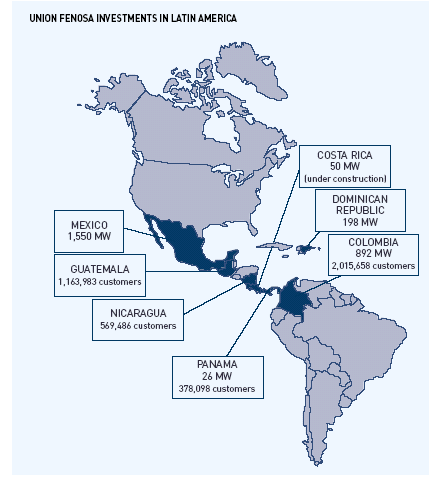 UNION FENOSA INVESTMENTS IN LATIN AMERICA
COSTA RICA
50 MW
(under construction)
DOMINICAN
REPUBLIC
198 MW
MEXICO
1,550 MW
COLOMBIA
892 MW
2,015,658 customers
GUATEMALA
1,163,983 customers
NICARAGUA
569,486 customers
PANAMA
26 MW
378,098 customers